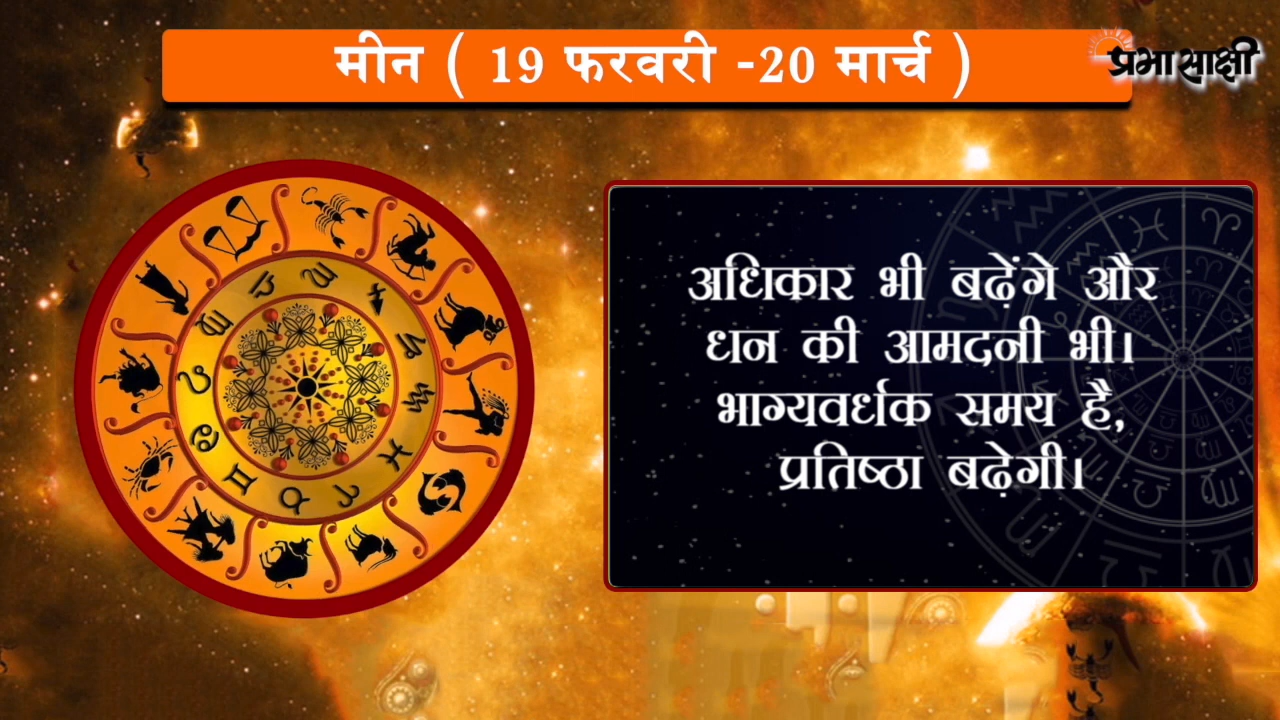 मीन ( 19 फरवरी -20 मार्च )
प्रभासाक्षी
अधिकार भी बढ़ेंगे और
धन की आमदनी भी।
भाग्यवर्धक समय है,
प्रतिष्ठा बढ़ेगी।